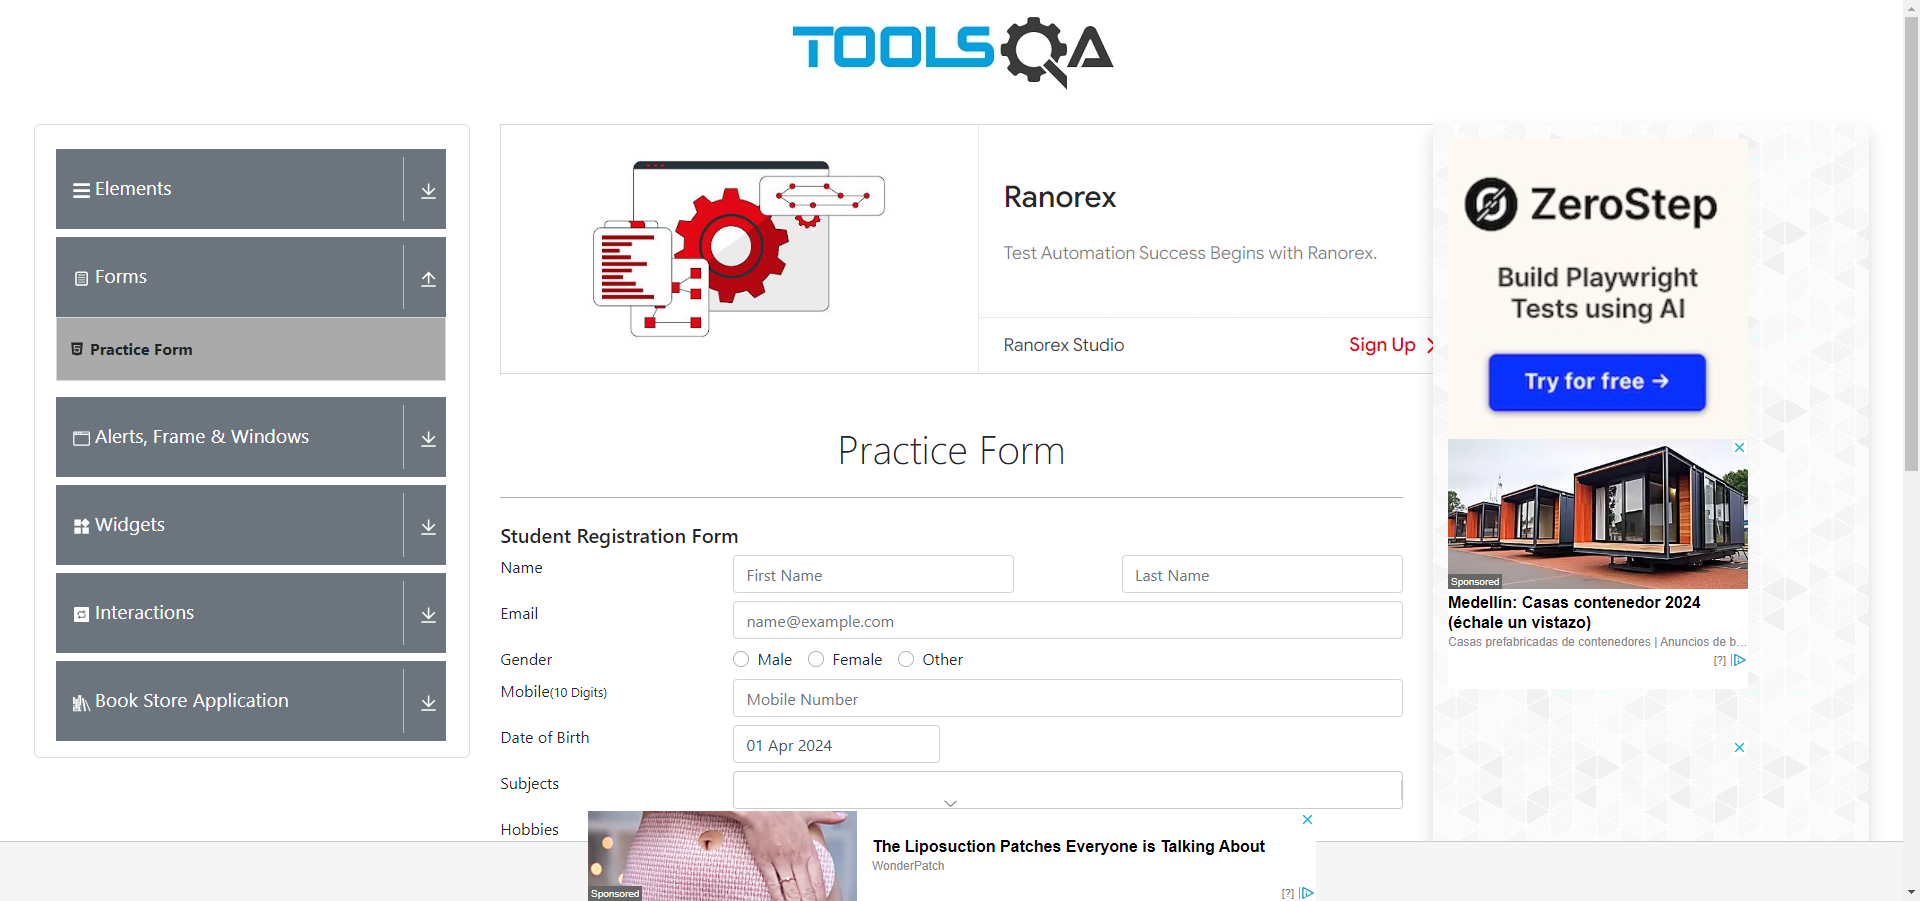 TOOLSQA
Elements
Forms
Practice Form
Alerts, Frame & Windows
Widgets
Interactions
Book Store Application
Ranorex
Test Automation Success Begins with Ranorex.
Ranorex Studio
Sign Up
Practice Form
Student Registration Form
Name
First Name
Last Name
Email
name@example.com
Gender
Male
Female
Other
Mobile(10 Digits)
Mobile Number
Date of Birth
01 Apr 2024
Subjects
Hobbies
ZeroStep
Build Playwright
Tests using AI
Try for free →
Sponsored
Medellín: Casas contenedor 2024
(échale un vistazo)
Casas prefabricadas de contenedores | Anuncios de b...
[?]
Sponsored
The Liposuction Patches Everyone is Talking About
WonderPatch
[?]